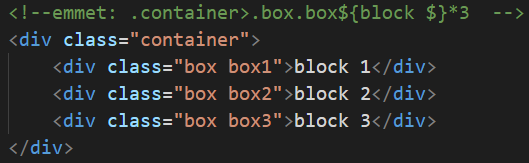 <!--emmet: .container>.box.box${block $}*3  -->
<div class="container">
    <div class="box box1">block 1</div>
    <div class="box box2">block 2</div>
    <div class="box box3">block 3</div>
</div>